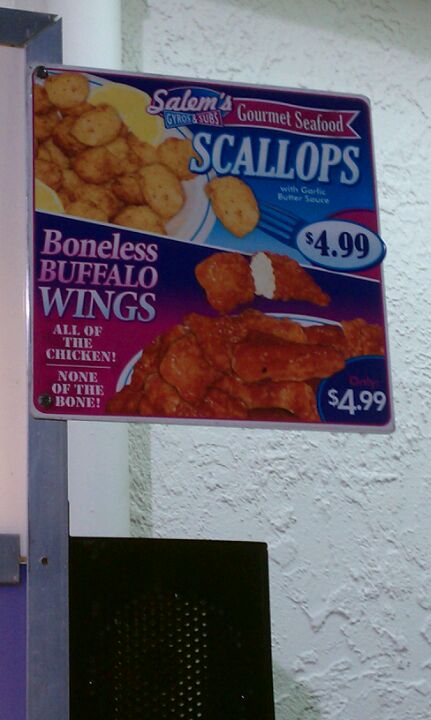 Salem's
GYROS & SUBS
Gourmet Seafood
SCALLOPS
with Garlic
Butter Sauce
$4.99
Boneless
BUFFALO
WINGS
ALL OF
THE
CHICKEN!
NONE
OF THE
BONE!
Only
$4.99